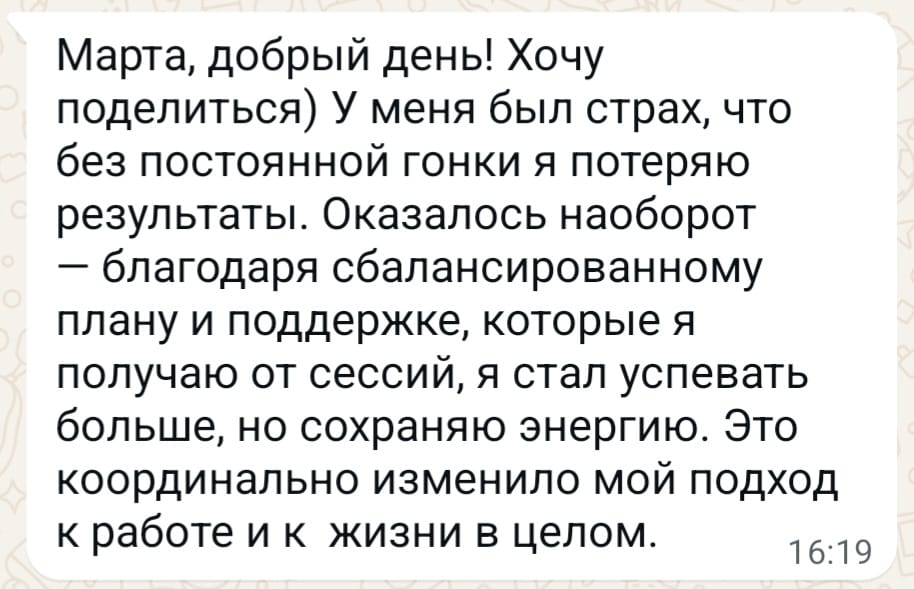 Марта, добрый день! Хочу
поделиться) У меня был страх, что
без постоянной гонки я потеряю
результаты. Оказалось наоборот
— благодаря сбалансированному
плану и поддержке, которые я
получаю от сессий, я стал успевать
больше, но сохраняю энергию. Это
координально изменило мой подход
к работе и к  жизни в целом.
16:19